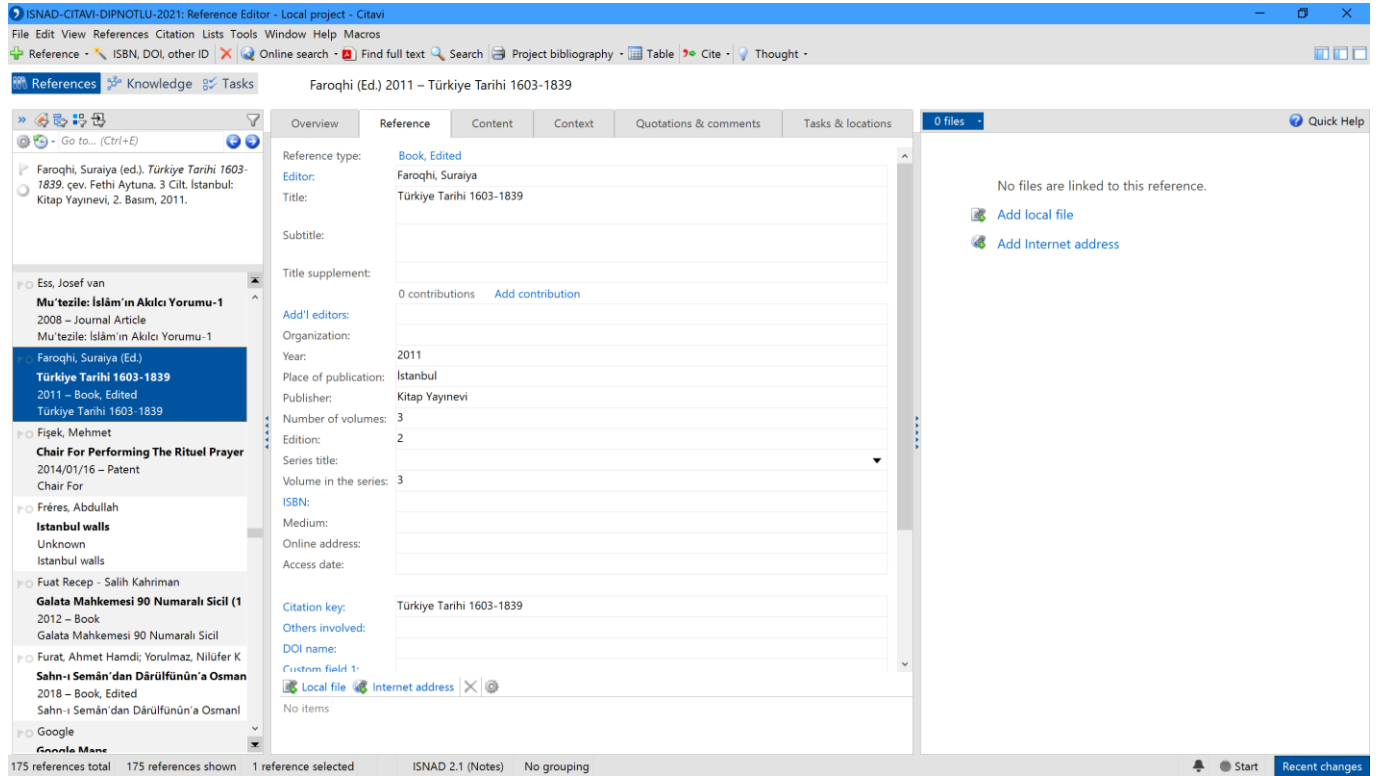 ISNAD-CITAVI-DIPNOTLU-2021: Reference Editor - Local project - Citavi
File Edit View References Citation Lists Tools Window Help Macros
Reference ISBN, DOI, other ID Online search Find full text Search Project bibliography Table Cite Thought
References Knowledge Tasks
Faroqhi (Ed.) 2011 – Türkiye Tarihi 1603-1839
Go to... (Ctrl+E)
Faroqhi, Suraiya (ed.). Türkiye Tarihi 1603-
1839. çev. Fethi Aytuna. 3 Cilt. İstanbul:
Kitap Yayınevi, 2. Basım, 2011.
Ess, Josef van
Mu'tezile: İslâm'ın Akılcı Yorumu-1
2008 – Journal Article
Mu'tezile: İslâm'ın Akılcı Yorumu-1
Faroqhi, Suraiya (Ed.)
Türkiye Tarihi 1603-1839
2011 – Book, Edited
Türkiye Tarihi 1603-1839
Fişek, Mehmet
Chair For Performing The Rituel Prayer
2014/01/16 – Patent
Chair For
Fréres, Abdullah
Istanbul walls
Unknown
Istanbul walls
Fuat Recep - Salih Kahriman
Galata Mahkemesi 90 Numaralı Sicil (1
2012 – Book
Galata Mahkemesi 90 Numaralı Sicil
Furat, Ahmet Hamdi; Yorulmaz, Nilüfer K
Sahn-ı Semân'dan Dârülfünûn'a Osman
2018 – Book, Edited
Sahn-ı Semân'dan Dârülfünûn'a Osmanl
Google
Google Maps
Overview Reference Content Context Quotations & comments Tasks & locations
Reference type: Book, Edited
Editor: Faroqhi, Suraiya
Title: Türkiye Tarihi 1603-1839
Subtitle:
Title supplement:
0 contributions Add contribution
Add'l editors:
Organization:
Year: 2011
Place of publication: İstanbul
Publisher: Kitap Yayınevi
Number of volumes: 3
Edition: 2
Series title:
Volume in the series: 3
ISBN:
Medium:
Online address:
Access date:
Citation key: Türkiye Tarihi 1603-1839
Others involved:
DOI name:
Custom field 1:
Local file Internet address
No items
0 files
Quick Help
No files are linked to this reference.
Add local file
Add Internet address
175 references total 175 references shown 1 reference selected ISNAD 2.1 (Notes) No grouping Start Recent changes